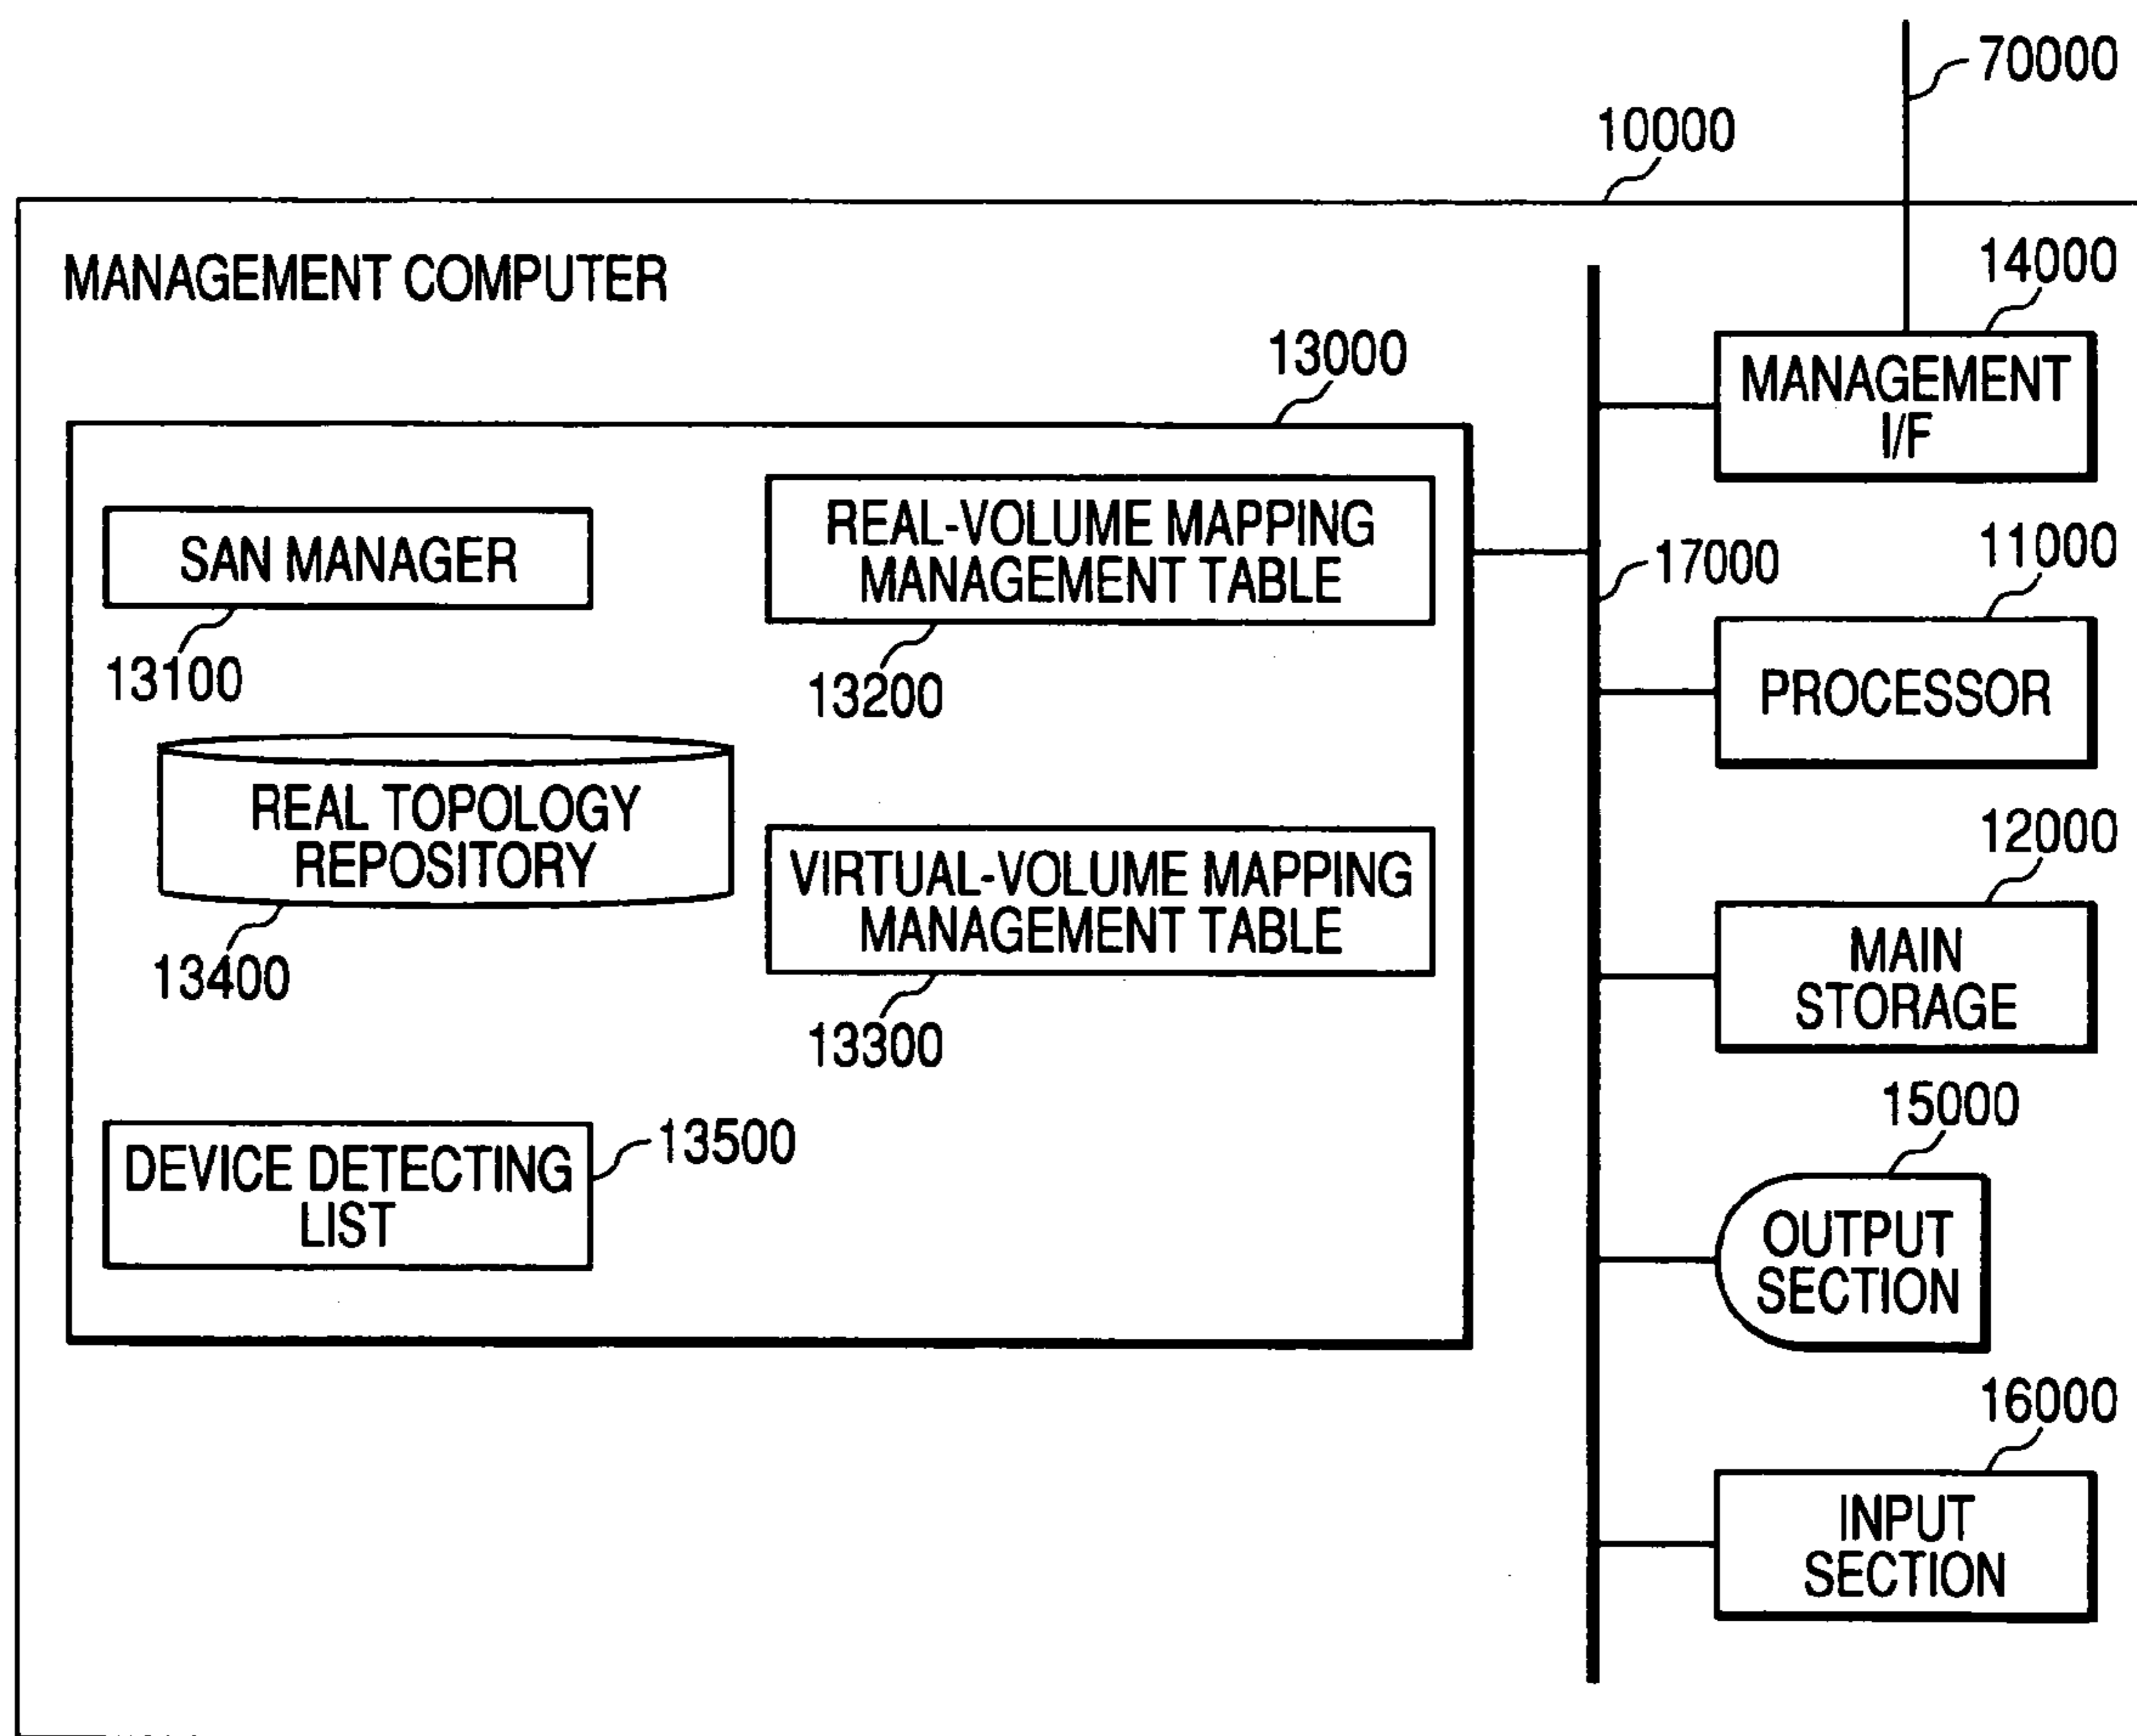 70000
10000
MANAGEMENT COMPUTER
14000
13000
MANAGEMENT
I/F
REAL-VOLUME MAPPING
MANAGEMENT TABLE
SAN MANAGER
17000
11000
13100
13200
PROCESSOR
REAL TOPOLOGY
REPOSITORY
12000
VIRTUAL-VOLUME MAPPING
MANAGEMENT TABLE
MAIN
STORAGE
13400
13300
15000
13500
DEVICE DETECTING
LIST
OUTPUT
SECTION
16000
INPUT
SECTION